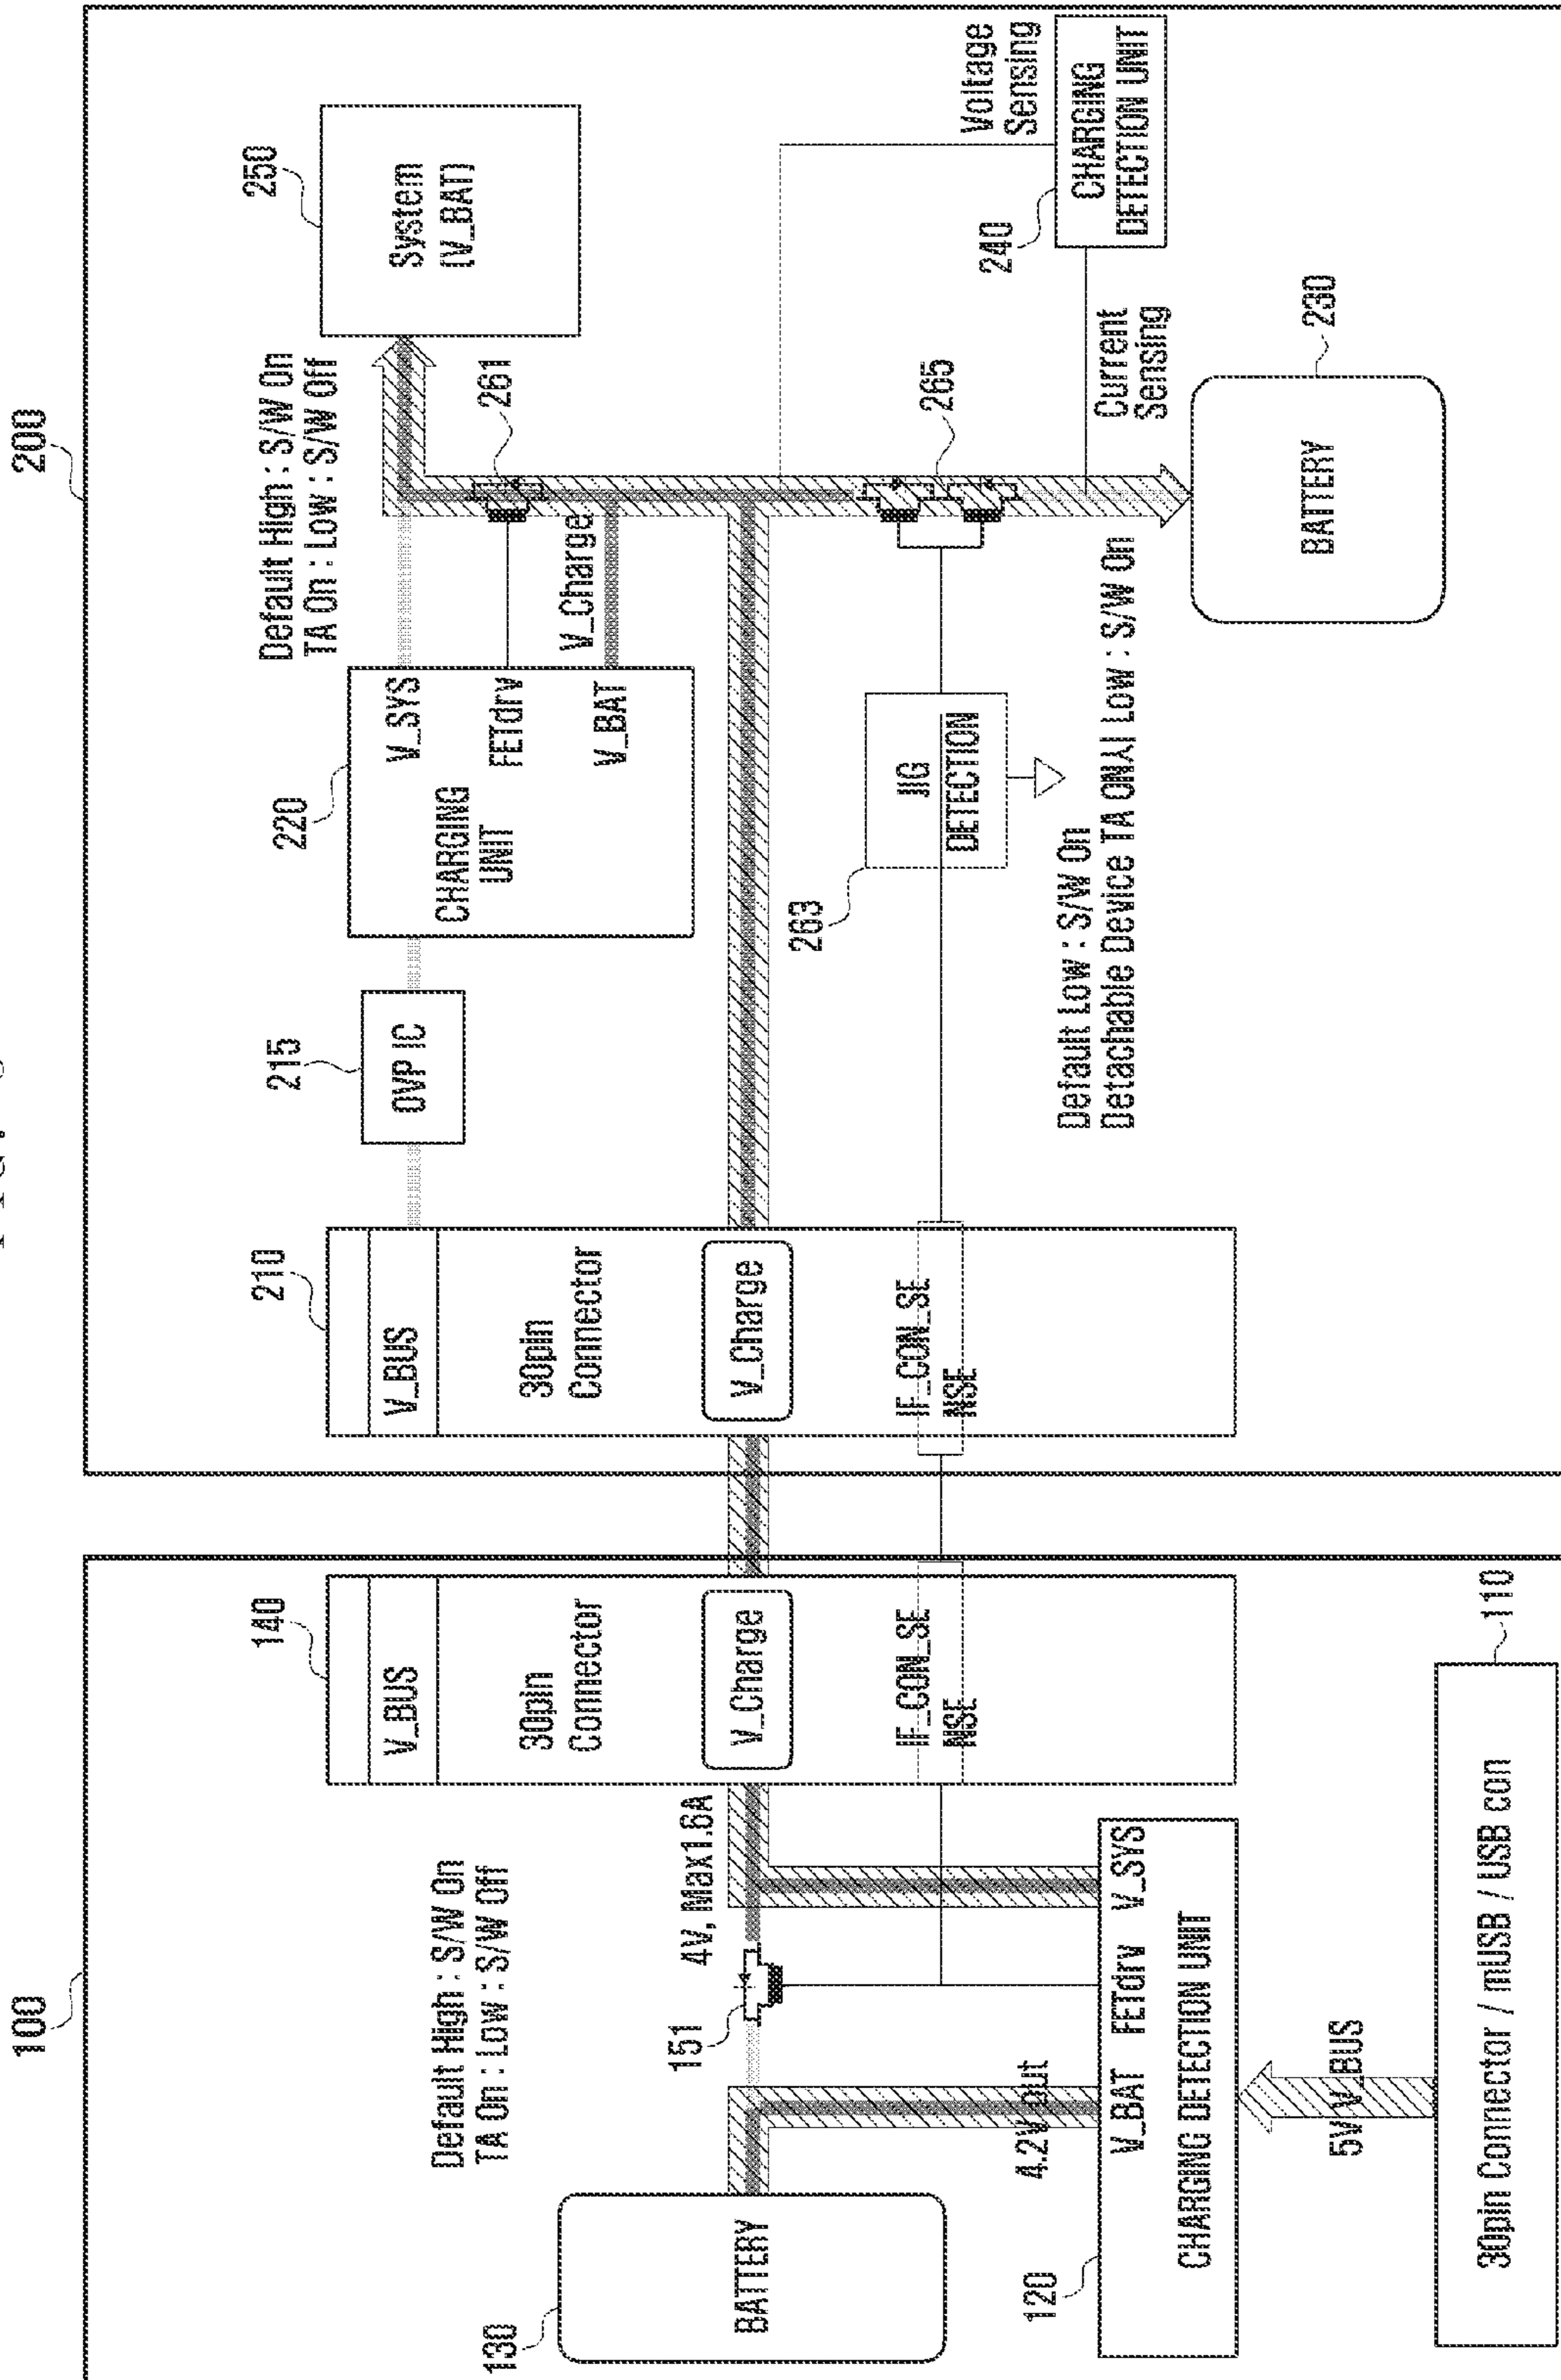 100
Default High : S/W On
TA On : Low : S/W Off
4V, Max1.6A
151
130
BATTERY
4.2V out
120
V_BAT
FETdrv
V_SYS
CHARGING DETECTION UNIT
5V V_BUS
30pin Connector / mUSB / USB con
110
140
V_BUS
30pin
Connector
V_Charge
IF_CON_SE
NSE
200
210
V_BUS
30pin
Connector
V_Charge
IF_CON_SE
NSE
215
OVP IC
220
CHARGING
UNIT
V_SYS
FETdrv
V_BAT
V_Charge
Default High : S/W On
TA On : Low : S/W Off
261
250
System
(V_BAT)
263
JIG
DETECTION
Default Low : S/W On
Detachable Device TA ON시 Low : S/W On
265
Voltage
Sensing
240
CHARGING
DETECTION UNIT
Current
Sensing
BATTERY
230